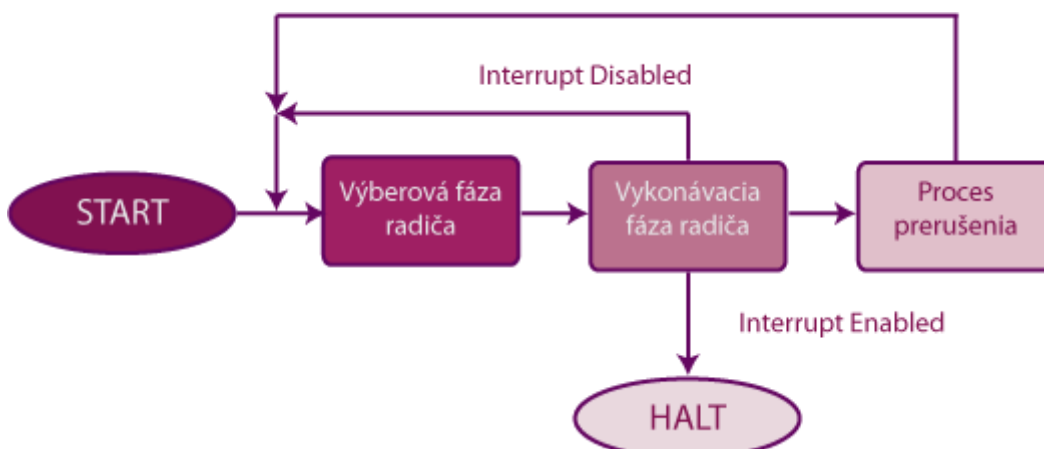 Interrupt Disabled
START
Výberová fáza
radiča
Vykonávacia
fáza radiča
Proces
prerušenia
Interrupt Enabled
HALT